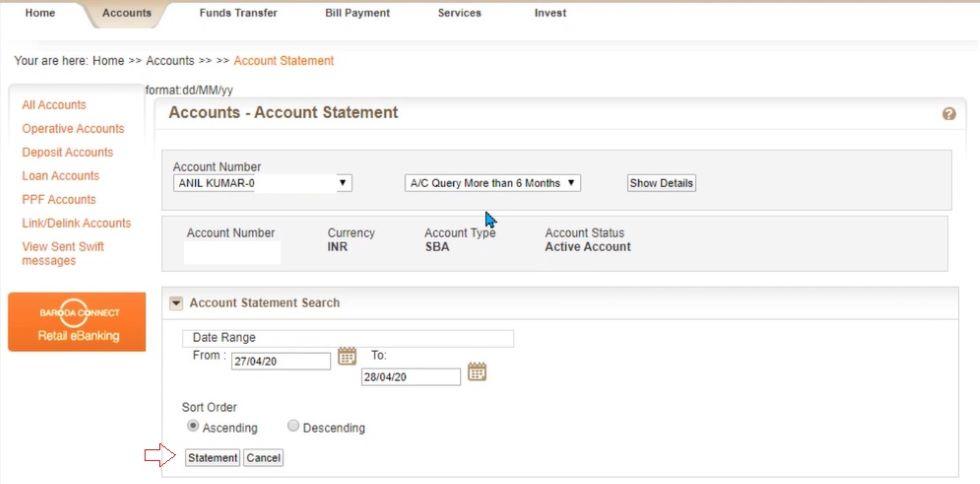 Home Accounts Funds Transfer Bill Payment Services Invest
Your are here: Home >> Accounts >> >> Account Statement
format:dd/MM/yy
All Accounts
Operative Accounts
Deposit Accounts
Loan Accounts
PPF Accounts
Link/Delink Accounts
View Sent Swift
messages
BARODA CONNECT
Retail eBanking
Accounts - Account Statement ?
Account Number
ANIL KUMAR-0 A/C Query More than 6 Months Show Details
Account Number Currency Account Type Account Status
INR SBA Active Account
Account Statement Search
Date Range
From : 27/04/20 To:
28/04/20
Sort Order
Ascending Descending
Statement Cancel